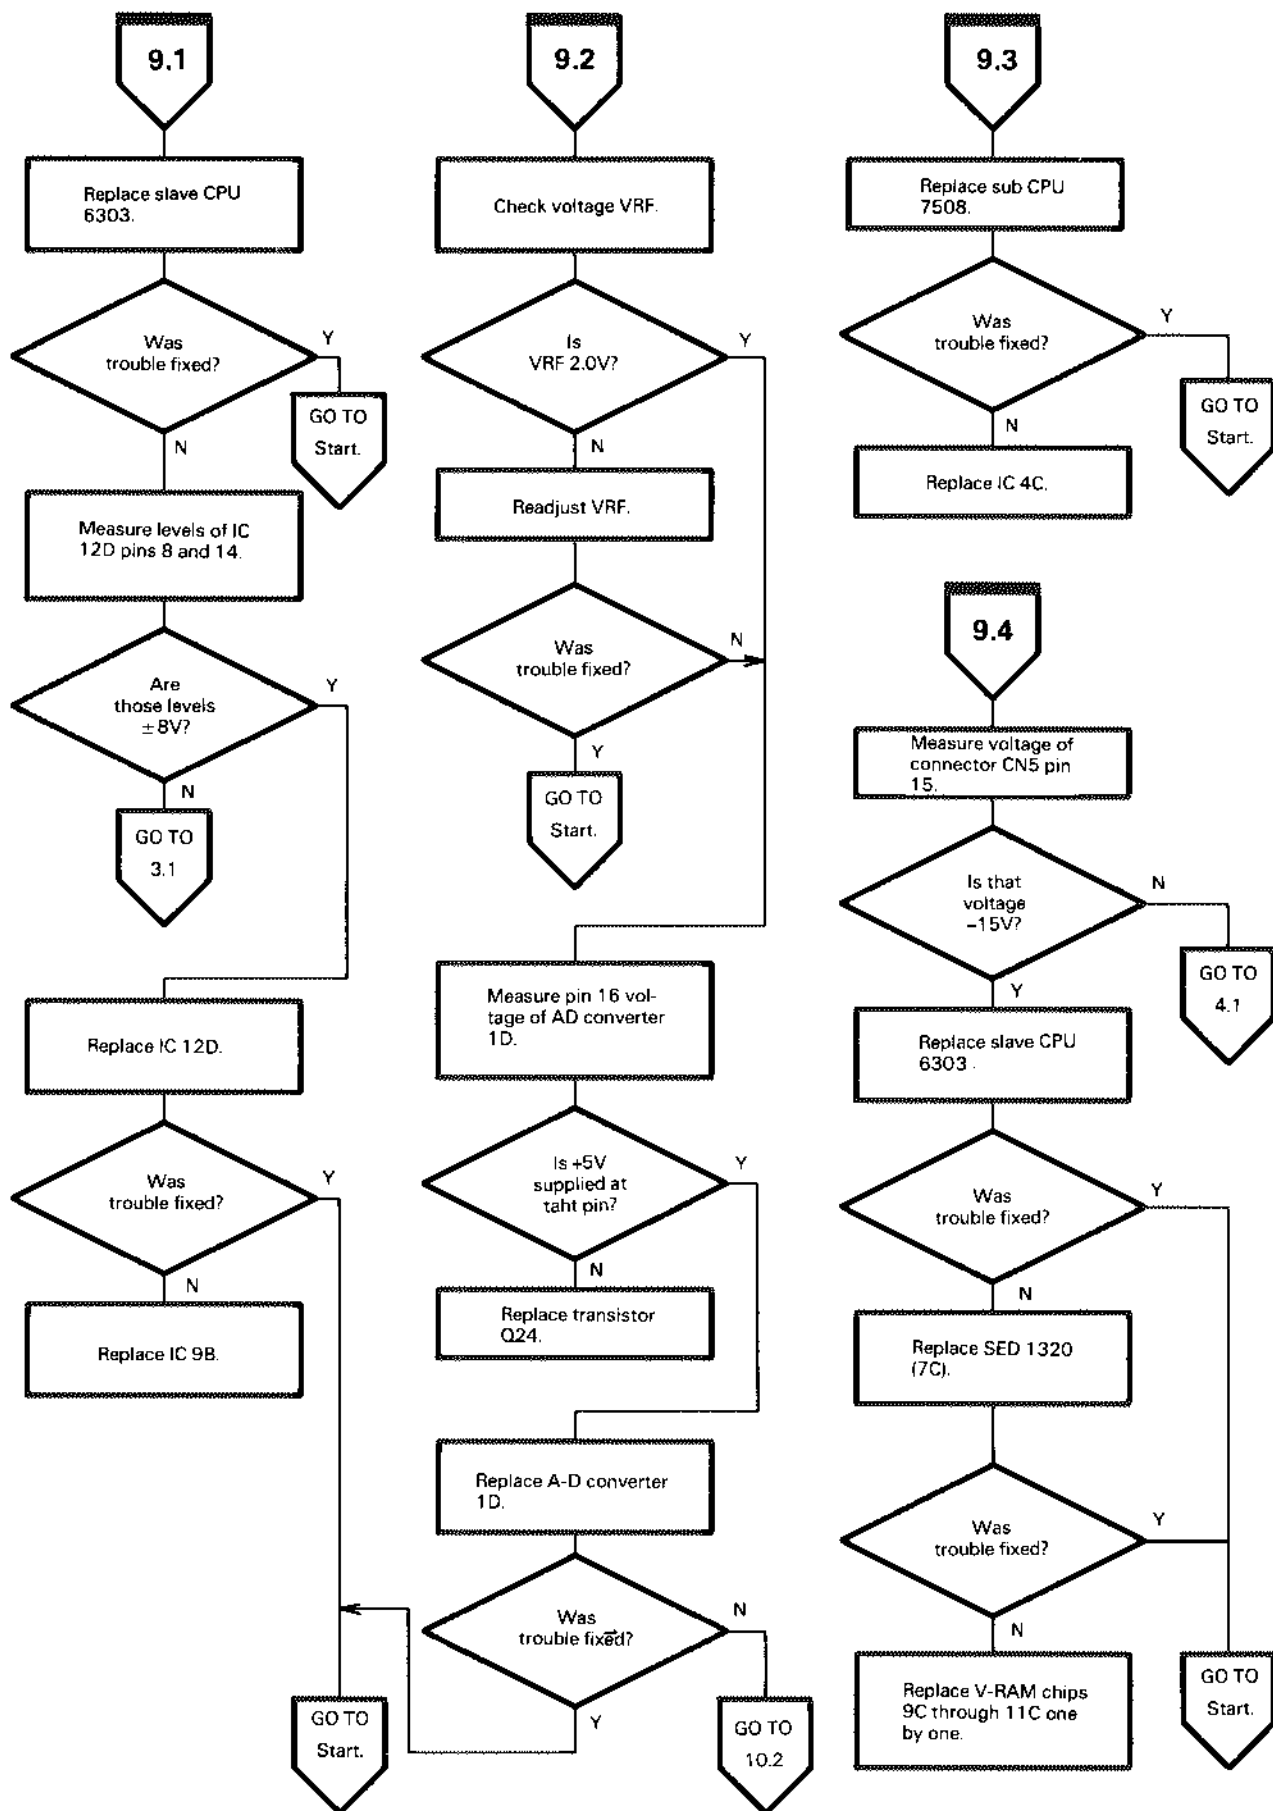 9.1
Replace slave CPU
6303.
Was
trouble fixed?
Y
GO TO
Start.
N
Measure levels of IC
12D pins 8 and 14.
Are
those levels
±8V?
Y
N
GO TO
3.1
Replace IC 12D.
Was
trouble fixed?
Y
N
Replace IC 9B.
GO TO
Start.
9.2
Check voltage VRF.
Is
VRF 2.0V?
Y
N
Readjust VRF.
Was
trouble fixed?
N
Y
GO TO
Start.
Measure pin 16 vol-
tage of AD converter
1D.
Is +5V
supplied at
taht pin?
Y
N
Replace transistor
Q24.
Replace A-D converter
1D.
Was
trouble fixed?
N
Y
GO TO
10.2
9.3
Replace sub CPU
7508.
Was
trouble fixed?
Y
GO TO
Start.
N
Replace IC 4C.
9.4
Measure voltage of
connector CN5 pin
15.
Is that
voltage
–15V?
N
GO TO
4.1
Y
Replace slave CPU
6303.
Was
trouble fixed?
Y
N
Replace SED 1320
(7C).
Was
trouble fixed?
Y
N
Replace V-RAM chips
9C through 11C one
by one.
GO TO
Start.